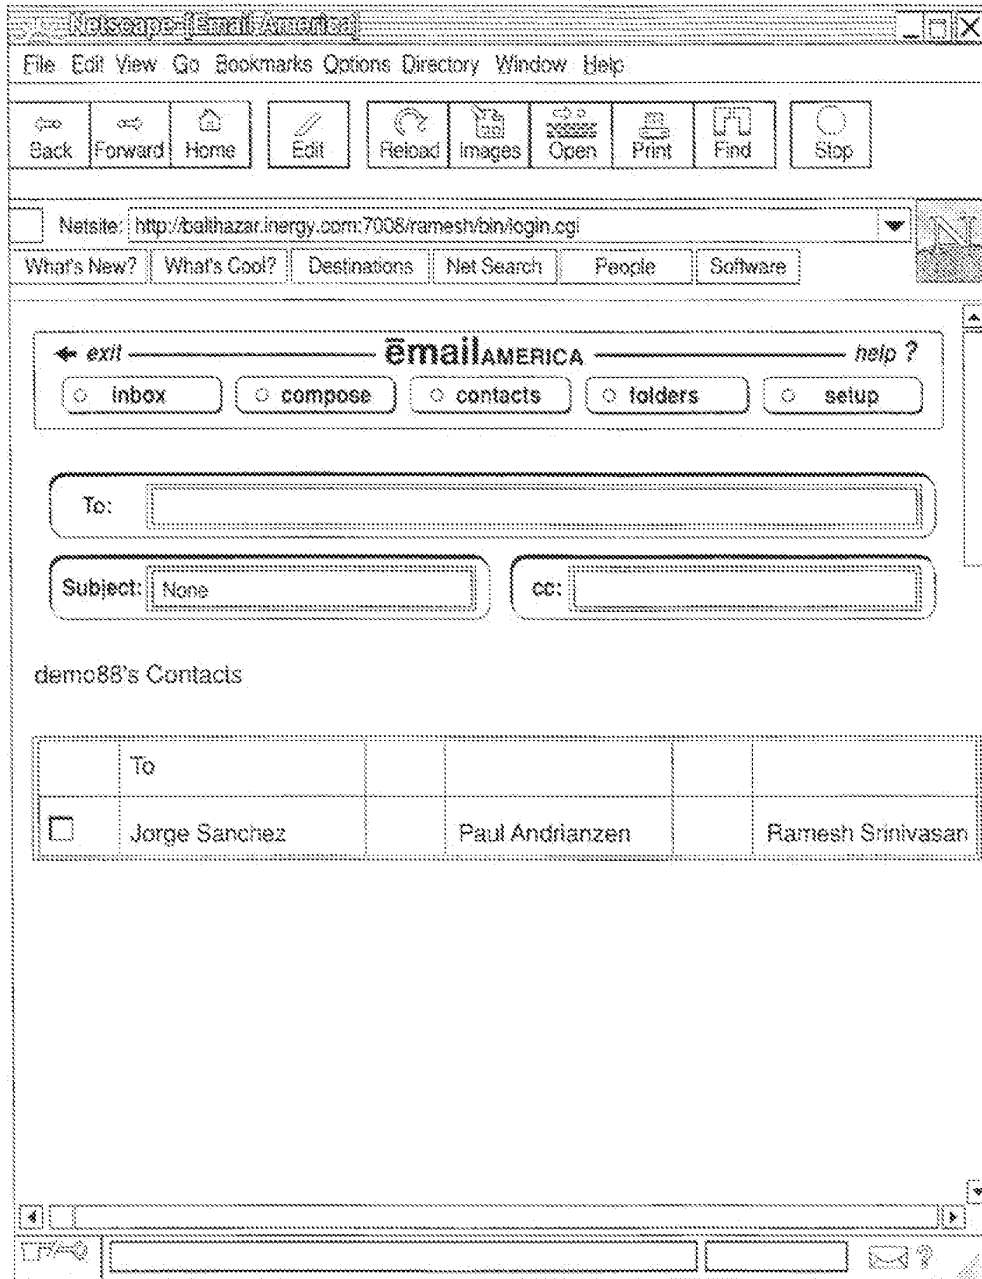 Netscape-[Email America]
File Edit View Go Bookmarks Options Directory Window Help
Back Forward Home Edit Reload Images Open Print Find Stop
Netsite: http://balthazar.inergy.com:7008/ramesh/bin/login.cgi
What's New? What's Cool? Destinations Net Search People Software
exit ēmailAMERICA help ?
inbox compose contacts folders setup
To:
Subject: None cc:
demo88's Contacts
To
Jorge Sanchez Paul Andrianzen Ramesh Srinivasan
?